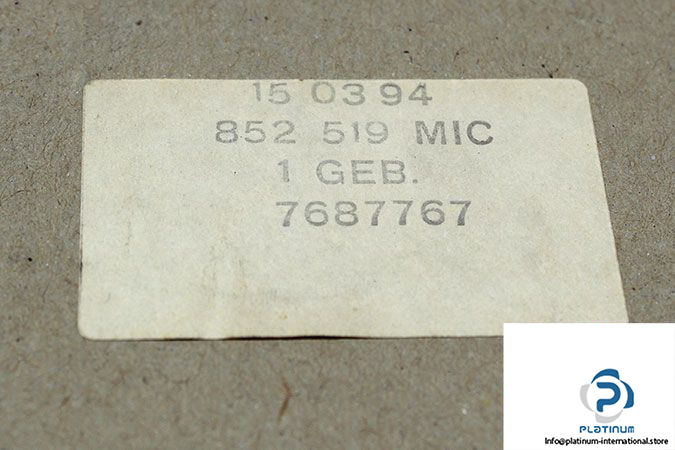 15 03 94
852 519 MIC
1 GEB.
7687767
PLATINUM
Info@platinum-international.store